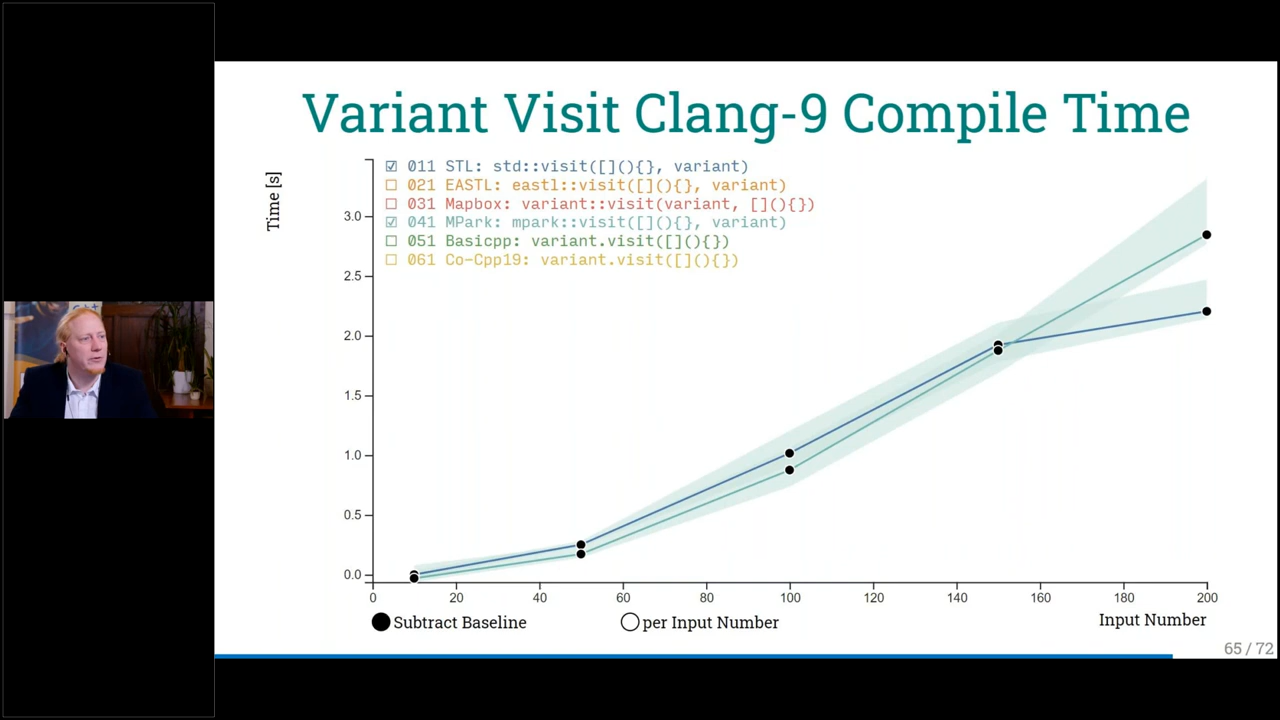 Variant Visit Clang-9 Compile Time
Time [s]
☑ 011 STL: std::visit([](){}, variant)
☐ 021 EASTL: eastl::visit([](){}, variant)
☐ 031 Mapbox: variant::visit(variant, [](){})
☑ 041 MPark: mpark::visit([](){}, variant)
☐ 051 Basicpp: variant.visit([](){})
☐ 061 Co-Cpp19: variant.visit([](){})
3.0
2.5
2.0
1.5
1.0
0.5
0.0
0 20 40 60 80 100 120 140 160 180 200
Subtract Baseline
per Input Number
Input Number
65 / 72